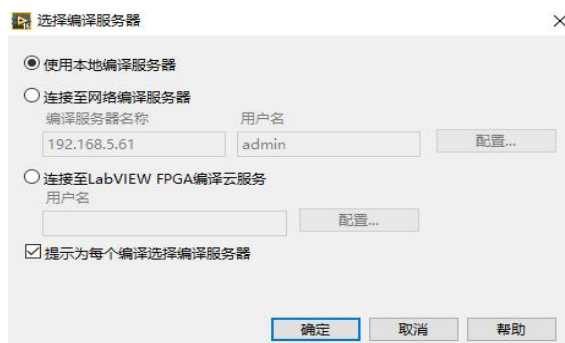 选择编译服务器
使用本地编译服务器
连接至网络编译服务器
编译服务器名称 用户名
192.168.5.61 admin 配置...
连接至LabVIEW FPGA编译云服务
用户名
配置...
提示为每个编译选择编译服务器
确定 取消 帮助